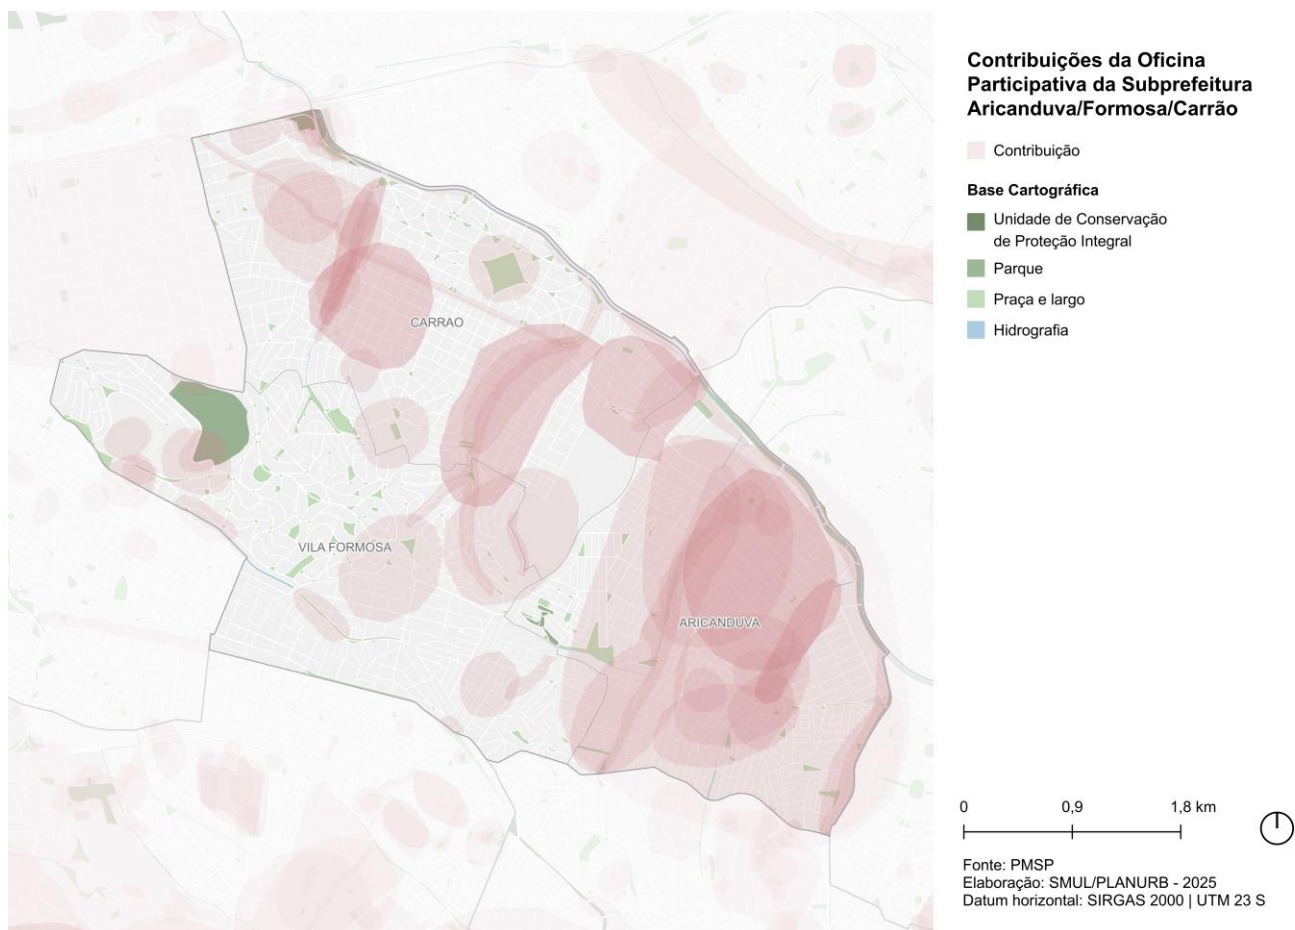 Contribuições da Oficina
Participativa da Subprefeitura
Aricanduva/Formosa/Carrão
Contribuição
Base Cartográfica
Unidade de Conservação
de Proteção Integral
Parque
Praça e largo
Hidrografia
CARRAO
VILA FORMOSA
ARICANDUVA
0 0,9 1,8 km
Fonte: PMSP
Elaboração: SMUL/PLANURB - 2025
Datum horizontal: SIRGAS 2000 | UTM 23 S